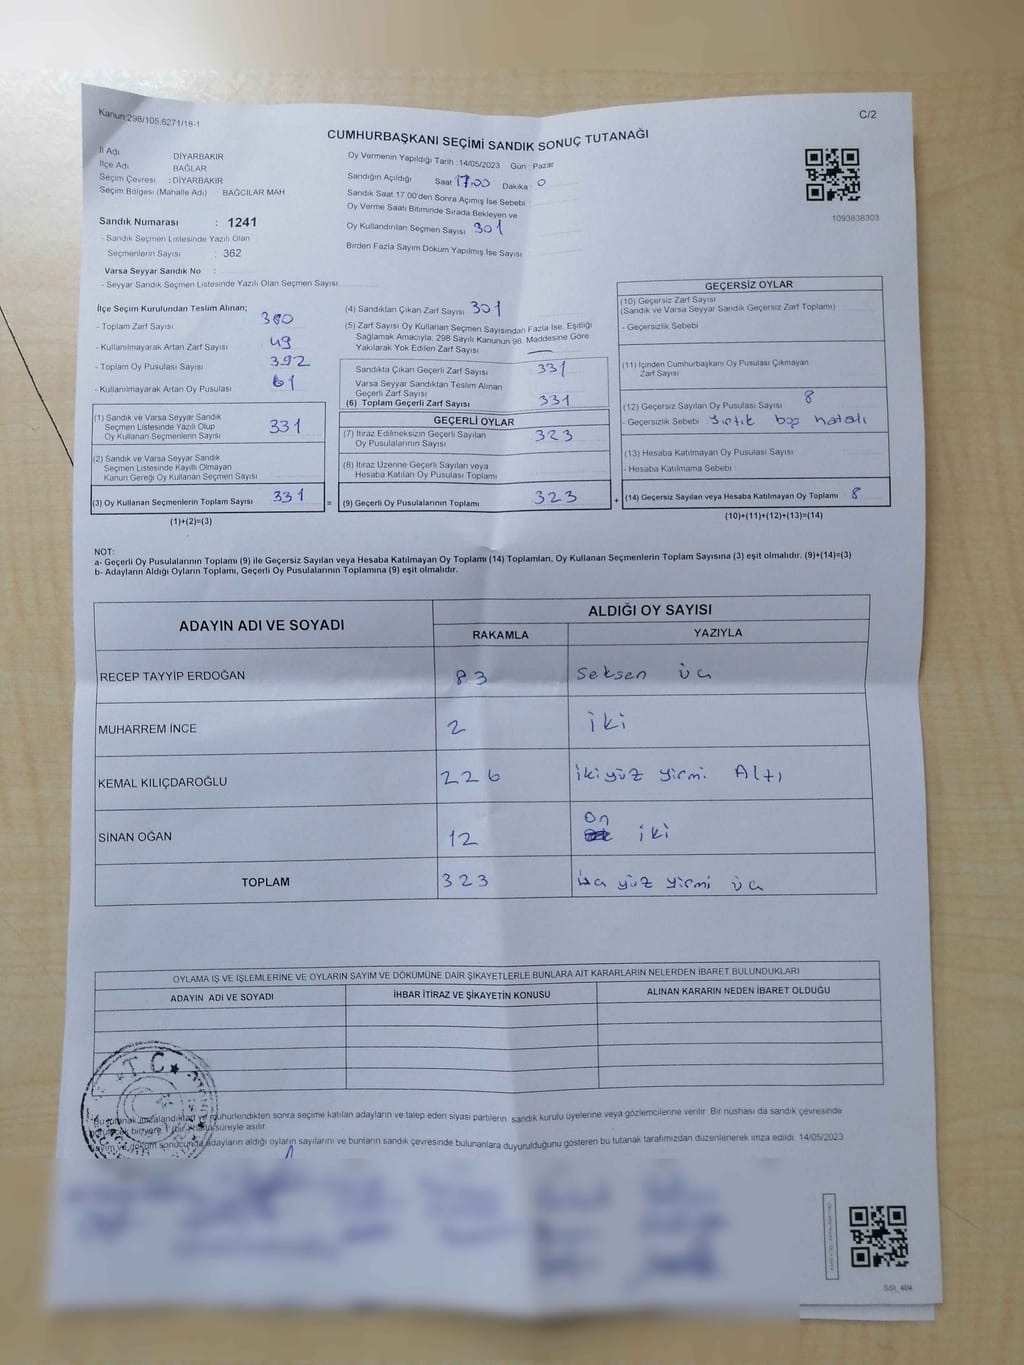 Kanun:298/105,6271/18-1
C/2
CUMHURBAŞKANI SEÇİMİ SANDIK SONUÇ TUTANAĞI
İl Adı DİYARBAKIR
İlçe Adı BAĞLAR
Seçim Çevresi : DİYARBAKIR
Seçim Bölgesi (Mahalle Adı) BAĞCILAR MAH
Sandık Numarası : 1241
- Sandık Seçmen Listesinde Yazılı Olan
Seçmenlerin Sayısı : 362
Varsa Seyyar Sandık No :
- Seyyar Sandık Seçmen Listesinde Yazılı Olan Seçmen Sayısı:
Oy Vermenin Yapıldığı Tarih : 14/05/2023 Gün : Pazar
Sandığın Açıldığı Saat 17.00 Dakika 0
Sandık Saat 17:00'den Sonra Açılmış İse Sebebi
Oy Verme Saati Bitiminde Sırada Bekleyen ve
Oy Kullandırılan Seçmen Sayısı 301
Birden Fazla Sayım Döküm Yapılmış İse Sayısı
1093838303
İlçe Seçim Kurulundan Teslim Alınan;
- Toplam Zarf Sayısı 380
- Kullanılmayarak Artan Zarf Sayısı 49
- Toplam Oy Pusulası Sayısı 392
- Kullanılmayarak Artan Oy Pusulası 61
(1) Sandık ve Varsa Seyyar Sandık
Seçmen Listesinde Yazılı Olup
Oy Kullanan Seçmenlerin Sayısı 331
(2) Sandık ve Varsa Seyyar Sandık
Seçmen Listesinde Kayıtlı Olmayan
Kanun Gereği Oy Kullanan Seçmen Sayısı
(3) Oy Kullanan Seçmenlerin Toplam Sayısı 331
(1)+(2)=(3)
(4) Sandıktan Çıkan Zarf Sayısı 301
(5) Zarf Sayısı Oy Kullanan Seçmen Sayısından Fazla İse, Eşitliği
Sağlamak Amacıyla; 298 Sayılı Kanunun 98. Maddesine Göre
Yakılarak Yok Edilen Zarf Sayısı —
Sandıkta Çıkan Geçerli Zarf Sayısı 331
Varsa Seyyar Sandıktan Teslim Alınan
Geçerli Zarf Sayısı
(6) Toplam Geçerli Zarf Sayısı 331
GEÇERLİ OYLAR
(7) İtiraz Edilmeksizin Geçerli Sayılan
Oy Pusulalarının Sayısı 323
(8) İtiraz Üzerine Geçerli Sayılan veya
Hesaba Katılan Oy Pusulası Toplamı
= (9) Geçerli Oy Pusulalarının Toplamı 323
GEÇERSİZ OYLAR
(10) Geçersiz Zarf Sayısı
(Sandık ve Varsa Seyyar Sandık Geçersiz Zarf Toplamı)
- Geçersizlik Sebebi
(11) İçinden Cumhurbaşkanı Oy Pusulası Çıkmayan
Zarf Sayısı
(12) Geçersiz Sayılan Oy Pusulası Sayısı 8
- Geçersizlik Sebebi yırtık boş hatalı
(13) Hesaba Katılmayan Oy Pusulası Sayısı
- Hesaba Katılmama Sebebi
+ (14) Geçersiz Sayılan veya Hesaba Katılmayan Oy Toplamı 8
(10)+(11)+(12)+(13)=(14)
NOT:
a- Geçerli Oy Pusulalarının Toplamı (9) ile Geçersiz Sayılan veya Hesaba Katılmayan Oy Toplamı (14) Toplamları, Oy Kullanan Seçmenlerin Toplam Sayısına (3) eşit olmalıdır. (9)+(14)=(3)
b- Adayların Aldığı Oyların Toplamı, Geçerli Oy Pusulalarının Toplamına (9) eşit olmalıdır.
ADAYIN ADI VE SOYADI
ALDIĞI OY SAYISI
RAKAMLA YAZIYLA
RECEP TAYYİP ERDOĞAN 83 Seksen üç
MUHARREM İNCE 2 iki
KEMAL KILIÇDAROĞLU 226 ikiyüz yirmi Altı
SİNAN OĞAN 12 On iki
TOPLAM 323 üç yüz yirmi üç
OYLAMA İŞ VE İŞLEMLERİNE VE OYLARIN SAYIM VE DÖKÜMÜNE DAİR ŞİKAYETLERLE BUNLARA AİT KARARLARIN NELERDEN İBARET BULUNDUKLARI
ADAYIN ADI VE SOYADI İHBAR İTİRAZ VE ŞİKAYETİN KONUSU ALINAN KARARIN NEDEN İBARET OLDUĞU
T.C.
Bu tutanak imzalandıktan ve mühürlendikten sonra seçime katılan adayların ve talep eden siyasi partilerin sandık kurulu üyelerine veya gözlemcilerine verilir. Bir nüshası da sandık çevresinde
süreyle asılır.
döküm sonucunda adayların aldığı oyların sayılarını ve bunların sandık çevresinde bulunanlara duyurulduğunu gösteren bu tutanak tarafımızdan düzenlenerek imza edildi. 14/05/2023
SSI_404